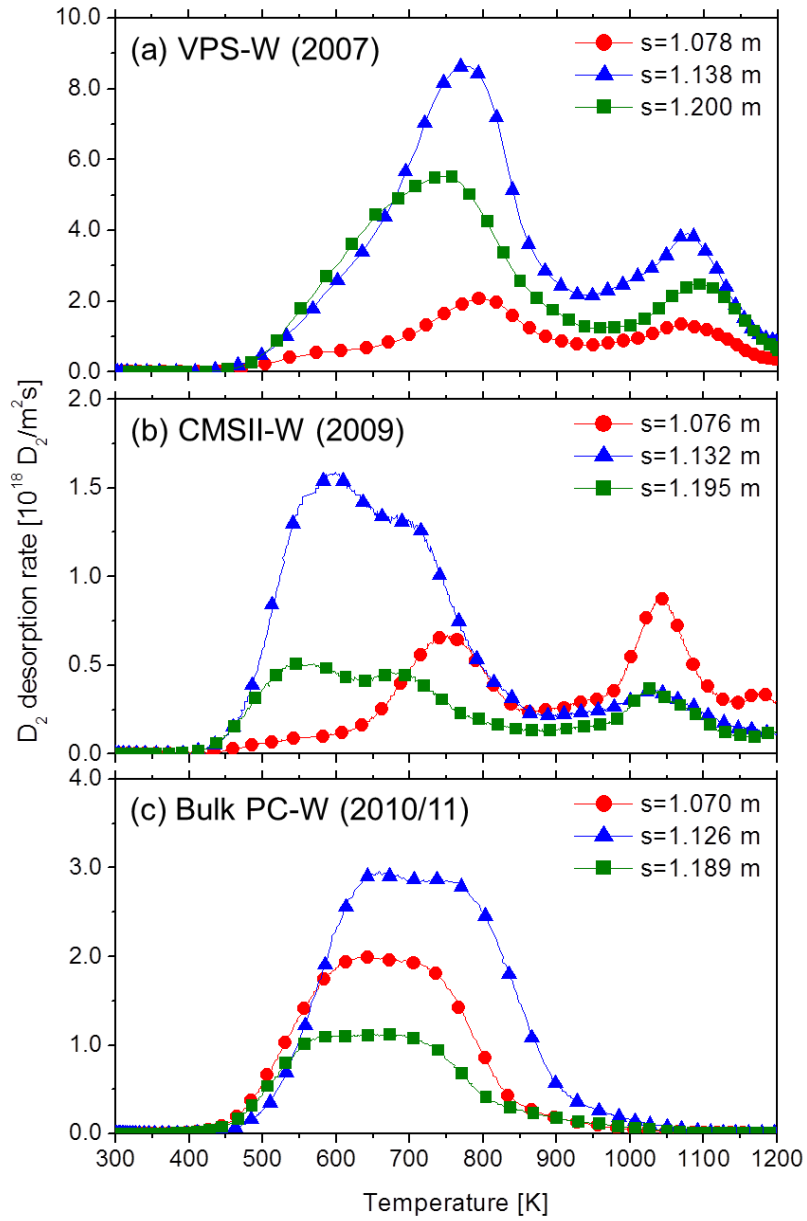 (a) VPS-W (2007)
s=1.078 m
s=1.138 m
s=1.200 m
10.0
8.0
6.0
4.0
2.0
0.0
(b) CMSII-W (2009)
s=1.076 m
s=1.132 m
s=1.195 m
2.0
1.5
1.0
0.5
0.0
D₂ desorption rate [10¹⁸ D₂/m²s]
(c) Bulk PC-W (2010/11)
s=1.070 m
s=1.126 m
s=1.189 m
4.0
3.0
2.0
1.0
0.0
300 400 500 600 700 800 900 1000 1100 1200
Temperature [K]